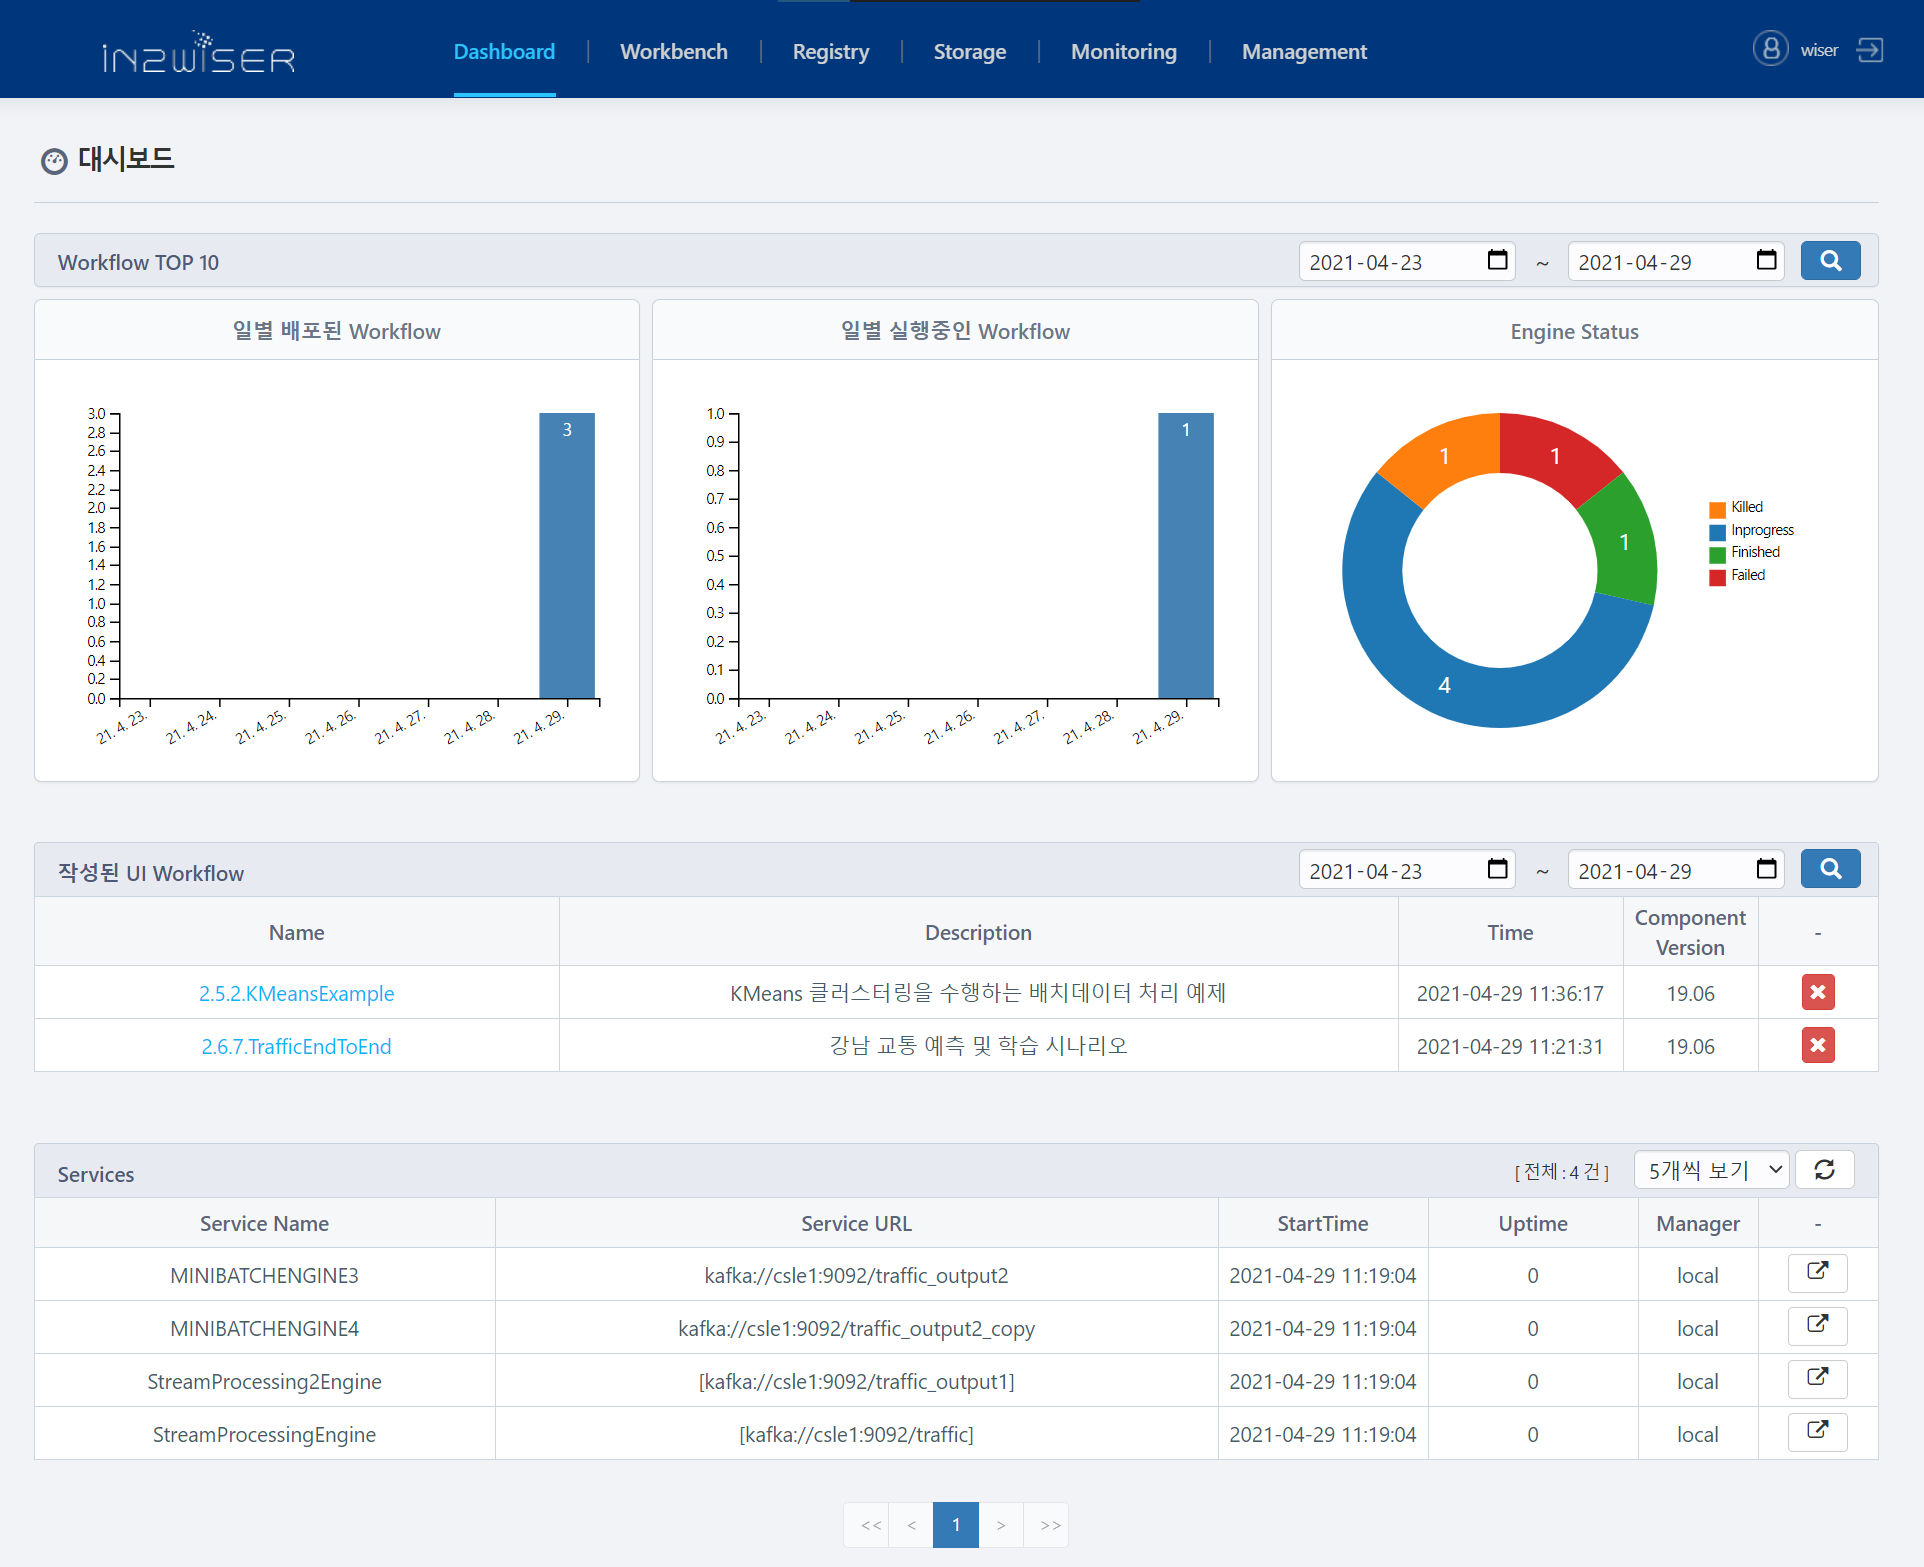 iN2WiSER
Dashboard | Workbench | Registry | Storage | Monitoring | Management
wiser
대시보드
Workflow TOP 10
2021-04-23 ~ 2021-04-29
일별 배포된 Workflow
3.0
2.8
2.6
2.4
2.2
2.0
1.8
1.6
1.4
1.2
1.0
0.8
0.6
0.4
0.2
0.0
3
21. 4. 23. 21. 4. 24. 21. 4. 25. 21. 4. 26. 21. 4. 27. 21. 4. 28. 21. 4. 29.
일별 실행중인 Workflow
1.0
0.9
0.8
0.7
0.6
0.5
0.4
0.3
0.2
0.1
0.0
1
21. 4. 23. 21. 4. 24. 21. 4. 25. 21. 4. 26. 21. 4. 27. 21. 4. 28. 21. 4. 29.
Engine Status
1 1
1
4
Killed
Inprogress
Finished
Failed
작성된 UI Workflow
2021-04-23 ~ 2021-04-29
Name Description Time Component Version -
2.5.2.KMeansExample KMeans 클러스터링을 수행하는 배치데이터 처리 예제 2021-04-29 11:36:17 19.06
2.6.7.TrafficEndToEnd 강남 교통 예측 및 학습 시나리오 2021-04-29 11:21:31 19.06
Services
[ 전체 : 4 건 ] 5개씩 보기
Service Name Service URL StartTime Uptime Manager -
MINIBATCHENGINE3 kafka://csle1:9092/traffic_output2 2021-04-29 11:19:04 0 local
MINIBATCHENGINE4 kafka://csle1:9092/traffic_output2_copy 2021-04-29 11:19:04 0 local
StreamProcessing2Engine [kafka://csle1:9092/traffic_output1] 2021-04-29 11:19:04 0 local
StreamProcessingEngine [kafka://csle1:9092/traffic] 2021-04-29 11:19:04 0 local
<< < 1 > >>